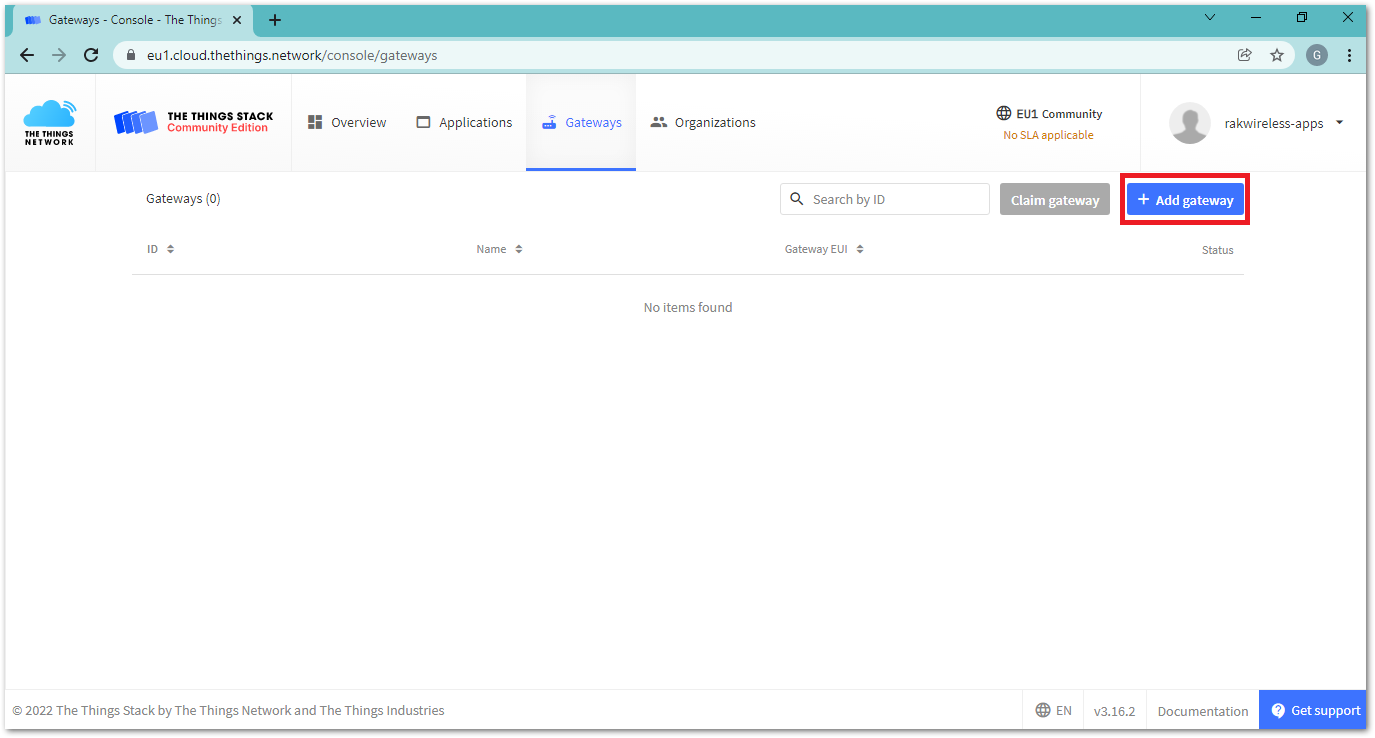 Gateways - Console - The Things
eu1.cloud.thethings.network/console/gateways
G
THE THINGS
NETWORK
THE THINGS STACK
Community Edition
Overview
Applications
Gateways
Organizations
EU1 Community
No SLA applicable
rakwireless-apps
Gateways (0)
Search by ID
Claim gateway
+ Add gateway
ID
Name
Gateway EUI
Status
No items found
© 2022 The Things Stack by The Things Network and The Things Industries
EN
v3.16.2
Documentation
Get support